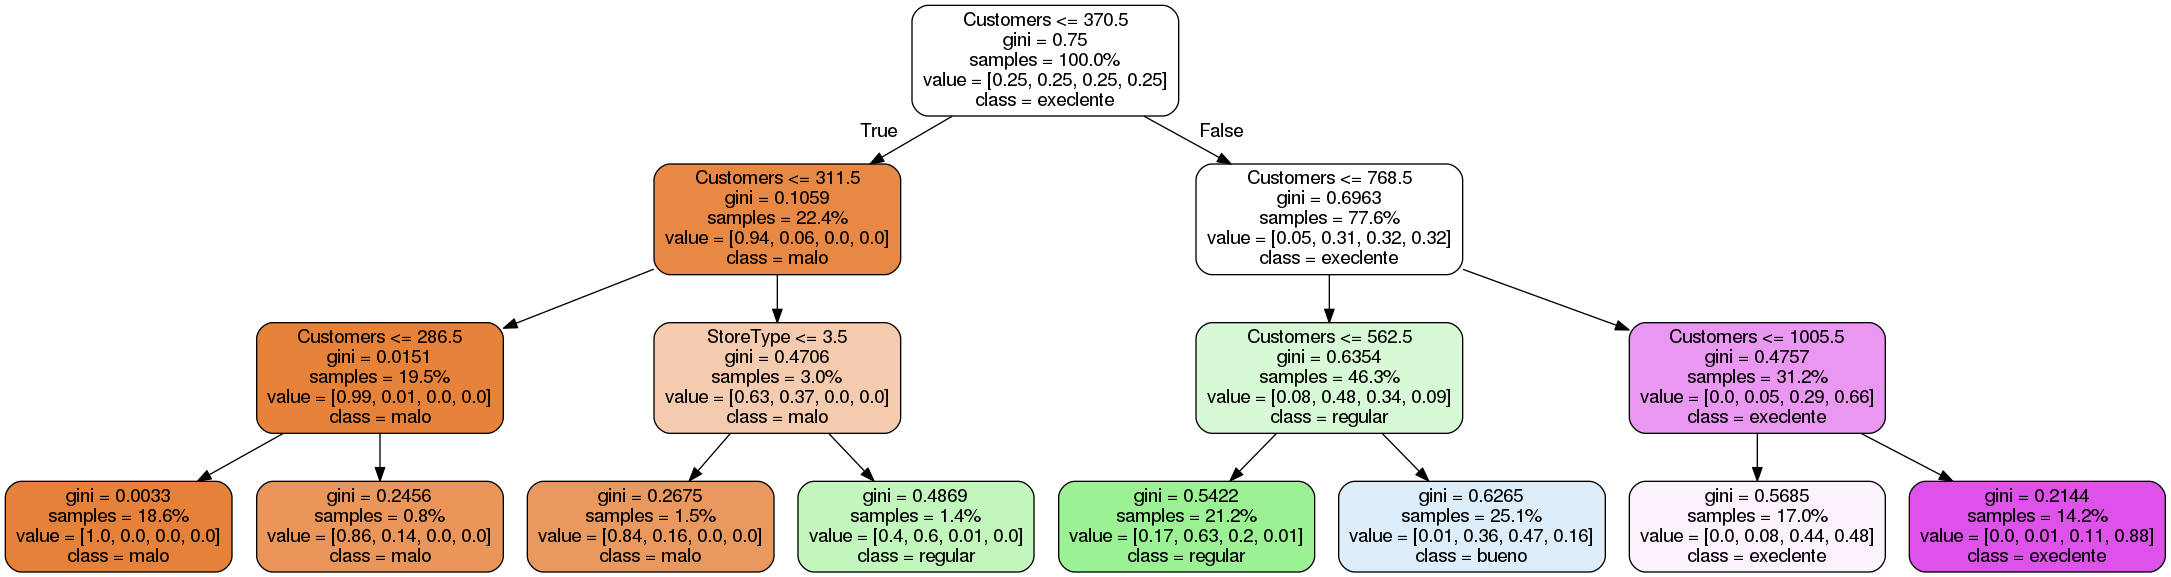 Customers <= 370.5
gini = 0.75
samples = 100.0%
value = [0.25, 0.25, 0.25, 0.25]
class = execlente
True
False
Customers <= 311.5
gini = 0.1059
samples = 22.4%
value = [0.94, 0.06, 0.0, 0.0]
class = malo
Customers <= 768.5
gini = 0.6963
samples = 77.6%
value = [0.05, 0.31, 0.32, 0.32]
class = execlente
Customers <= 286.5
gini = 0.0151
samples = 19.5%
value = [0.99, 0.01, 0.0, 0.0]
class = malo
StoreType <= 3.5
gini = 0.4706
samples = 3.0%
value = [0.63, 0.37, 0.0, 0.0]
class = malo
Customers <= 562.5
gini = 0.6354
samples = 46.3%
value = [0.08, 0.48, 0.34, 0.09]
class = regular
Customers <= 1005.5
gini = 0.4757
samples = 31.2%
value = [0.0, 0.05, 0.29, 0.66]
class = execlente
gini = 0.0033
samples = 18.6%
value = [1.0, 0.0, 0.0, 0.0]
class = malo
gini = 0.2456
samples = 0.8%
value = [0.86, 0.14, 0.0, 0.0]
class = malo
gini = 0.2675
samples = 1.5%
value = [0.84, 0.16, 0.0, 0.0]
class = malo
gini = 0.4869
samples = 1.4%
value = [0.4, 0.6, 0.01, 0.0]
class = regular
gini = 0.5422
samples = 21.2%
value = [0.17, 0.63, 0.2, 0.01]
class = regular
gini = 0.6265
samples = 25.1%
value = [0.01, 0.36, 0.47, 0.16]
class = bueno
gini = 0.5685
samples = 17.0%
value = [0.0, 0.08, 0.44, 0.48]
class = execlente
gini = 0.2144
samples = 14.2%
value = [0.0, 0.01, 0.11, 0.88]
class = execlente